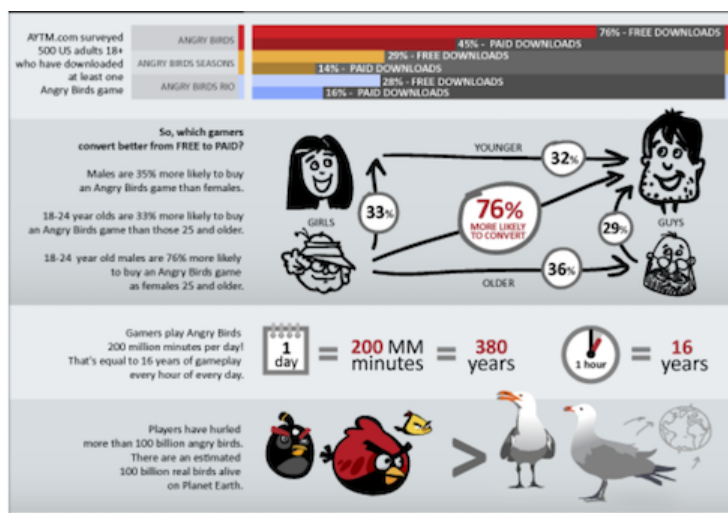 AYTM.com surveyed
500 US adults 18+
who have downloaded
at least one
Angry Birds game
ANGRY BIRDS
76% - FREE DOWNLOADS
45% - PAID DOWNLOADS
ANGRY BIRDS SEASONS
29% - FREE DOWNLOADS
14% - PAID DOWNLOADS
ANGRY BIRDS RIO
28% - FREE DOWNLOADS
16% - PAID DOWNLOADS
So, which gamers
convert better from FREE to PAID?
Males are 35% more likely to buy
an Angry Birds game than females.
18-24 year olds are 33% more likely to buy
an Angry Birds game than those 25 and older.
18-24 year old males are 76% more likely
to buy an Angry Birds game
as females 25 and older.
YOUNGER
32%
33%
76%
MORE LIKELY
TO CONVERT
29%
GIRLS
GUYS
36%
OLDER
Gamers play Angry Birds
200 million minutes per day!
That's equal to 16 years of gameplay
every hour of every day.
1
day
=
200 MM
minutes
=
380
years
1 hour
=
16
years
Players have hurled
more than 100 billion angry birds.
There are an estimated
100 billion real birds alive
on Planet Earth.
>